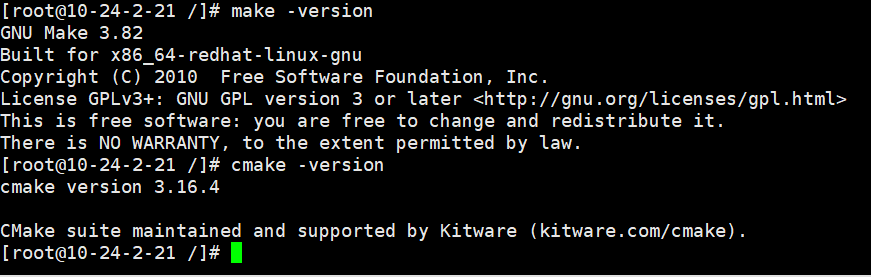 [root@10-24-2-21 /]# make -version
GNU Make 3.82
Built for x86_64-redhat-linux-gnu
Copyright (C) 2010  Free Software Foundation, Inc.
License GPLv3+: GNU GPL version 3 or later <http://gnu.org/licenses/gpl.html>
This is free software: you are free to change and redistribute it.
There is NO WARRANTY, to the extent permitted by law.
[root@10-24-2-21 /]# cmake -version
cmake version 3.16.4
CMake suite maintained and supported by Kitware (kitware.com/cmake).
[root@10-24-2-21 /]#